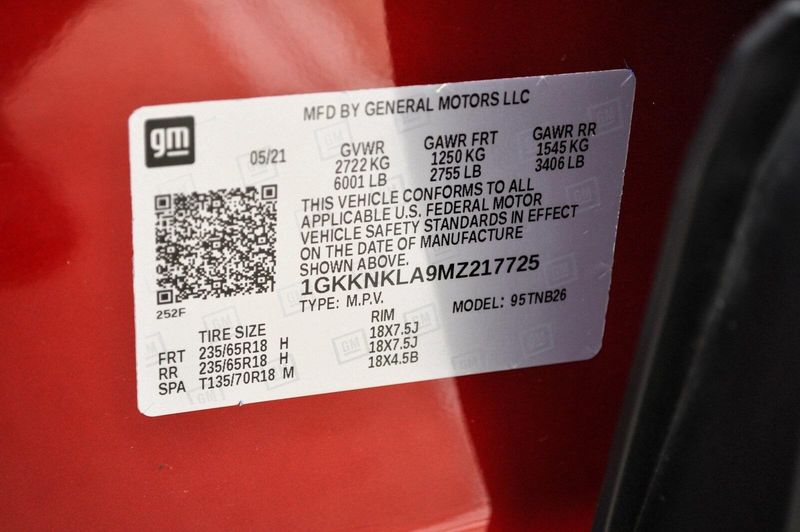 MFD BY GENERAL MOTORS LLC
gm
05/21
GVWR GAWR FRT GAWR RR
2722 KG 1250 KG 1545 KG
6001 LB 2755 LB 3406 LB
THIS VEHICLE CONFORMS TO ALL
APPLICABLE U.S. FEDERAL MOTOR
VEHICLE SAFETY STANDARDS IN EFFECT
ON THE DATE OF MANUFACTURE
SHOWN ABOVE.
1GKKNKLA9MZ217725
TYPE: M.P.V. MODEL: 95TNB26
252F
TIRE SIZE RIM
FRT 235/65R18 H 18X7.5J
RR 235/65R18 H 18X7.5J
SPA T135/70R18 M 18X4.5B